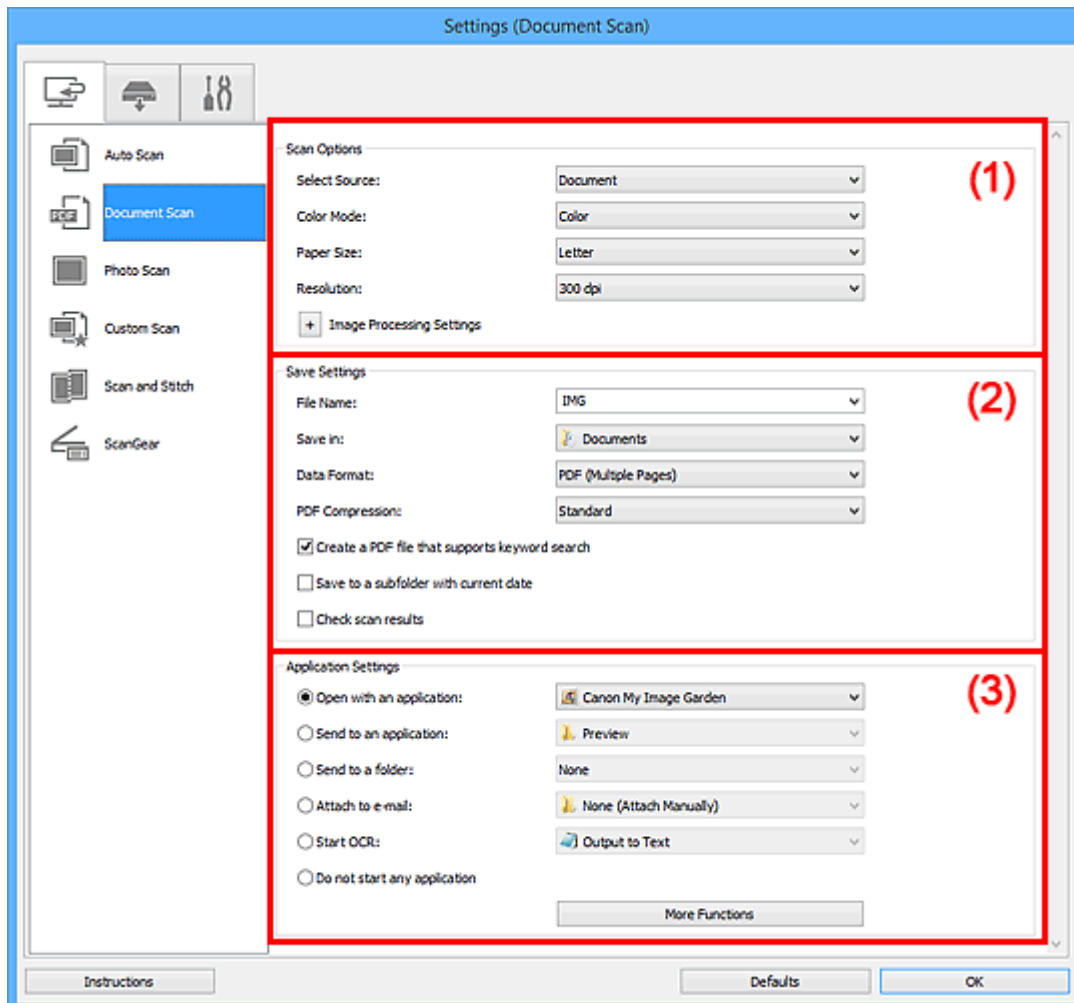 Settings (Document Scan)
Auto Scan
PDF
Document Scan
Photo Scan
Custom Scan
Scan and Stitch
ScanGear
(1)
Scan Options
Select Source: Document
Color Mode: Color
Paper Size: Letter
Resolution: 300 dpi
+ Image Processing Settings
(2)
Save Settings
File Name: IMG
Save in: Documents
Data Format: PDF (Multiple Pages)
PDF Compression: Standard
Create a PDF file that supports keyword search
Save to a subfolder with current date
Check scan results
(3)
Application Settings
Open with an application: Canon My Image Garden
Send to an application: Preview
Send to a folder: None
Attach to e-mail: None (Attach Manually)
Start OCR: Output to Text
Do not start any application
More Functions
Instructions Defaults OK